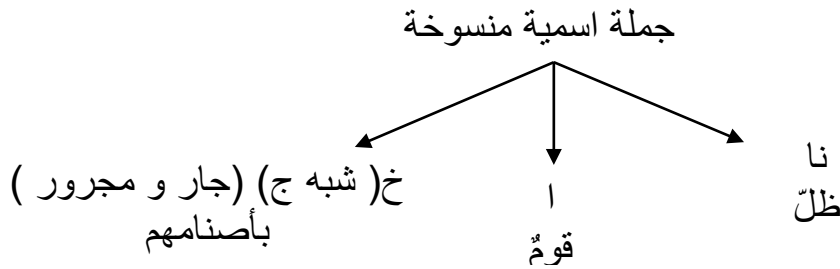 جملة اسمية منسوخة
نا
ظلّ
ا
قومٌ
خ( شبه ج) (جار و مجرور )
بأصنامهم